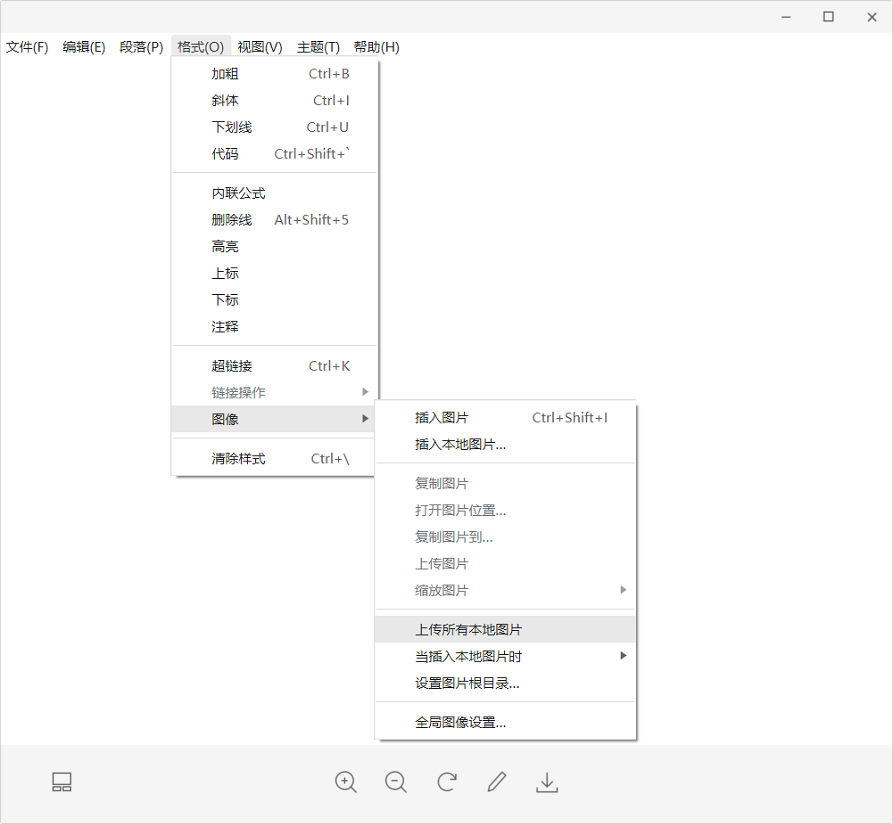 文件(F) 编辑(E) 段落(P) 格式(O) 视图(V) 主题(T) 帮助(H)
加粗 Ctrl+B
斜体 Ctrl+I
下划线 Ctrl+U
代码 Ctrl+Shift+`
内联公式
删除线 Alt+Shift+5
高亮
上标
下标
注释
超链接 Ctrl+K
链接操作
图像
清除样式 Ctrl+\
插入图片 Ctrl+Shift+I
插入本地图片...
复制图片
打开图片位置...
复制图片到...
上传图片
缩放图片
上传所有本地图片
当插入本地图片时
设置图片根目录...
全局图像设置...